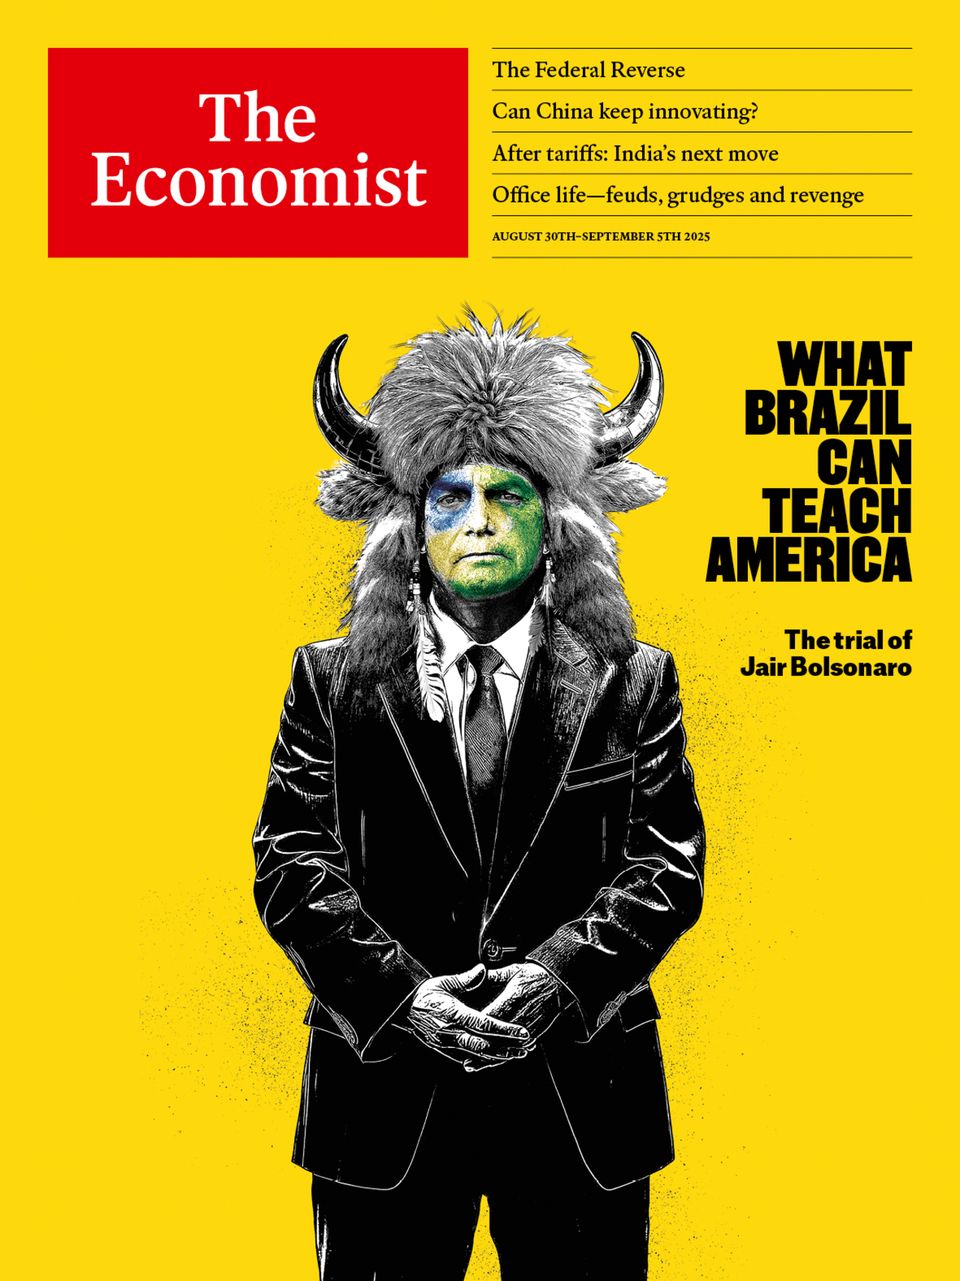 The
Economist
The Federal Reverse
Can China keep innovating?
After tariffs: India’s next move
Office life—feuds, grudges and revenge
AUGUST 30TH–SEPTEMBER 5TH 2025
WHAT
BRAZIL
CAN
TEACH
AMERICA
The trial of
Jair Bolsonaro